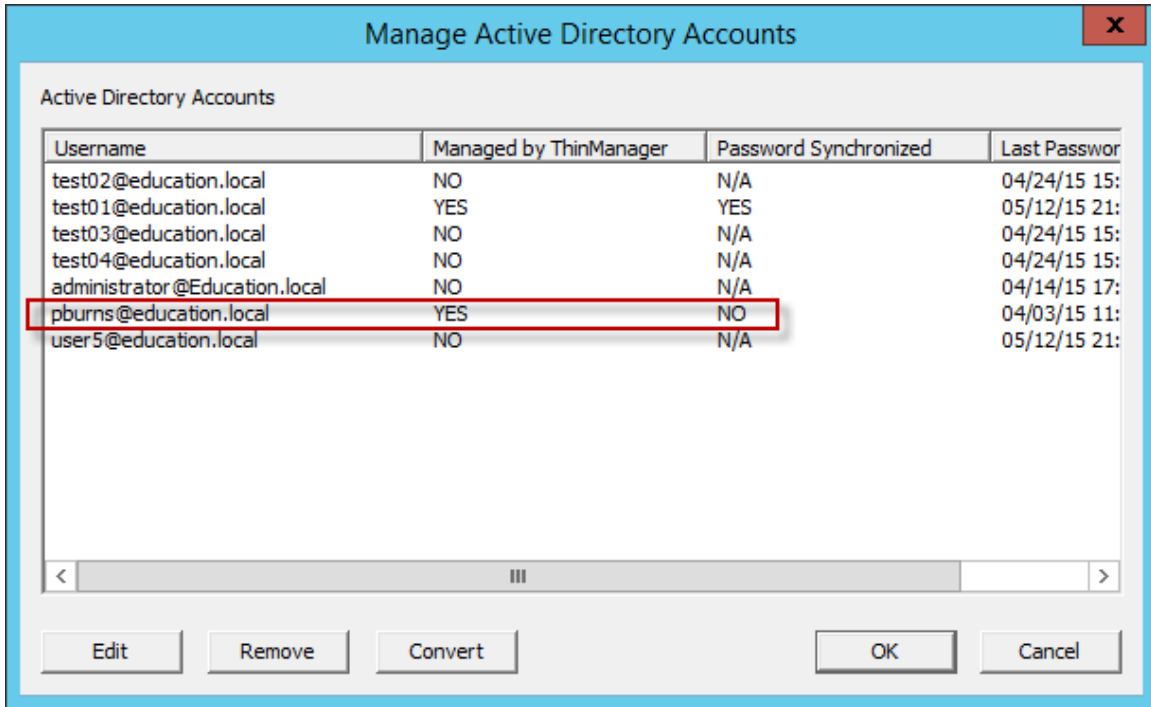 Manage Active Directory Accounts
x
Active Directory Accounts
Username Managed by ThinManager Password Synchronized Last Passwor
test02@education.local NO N/A 04/24/15 15:
test01@education.local YES YES 05/12/15 21:
test03@education.local NO N/A 04/24/15 15:
test04@education.local NO N/A 04/24/15 15:
administrator@Education.local NO N/A 04/14/15 17:
pburns@education.local YES NO 04/03/15 11:
user5@education.local NO N/A 05/12/15 21:
Edit Remove Convert OK Cancel